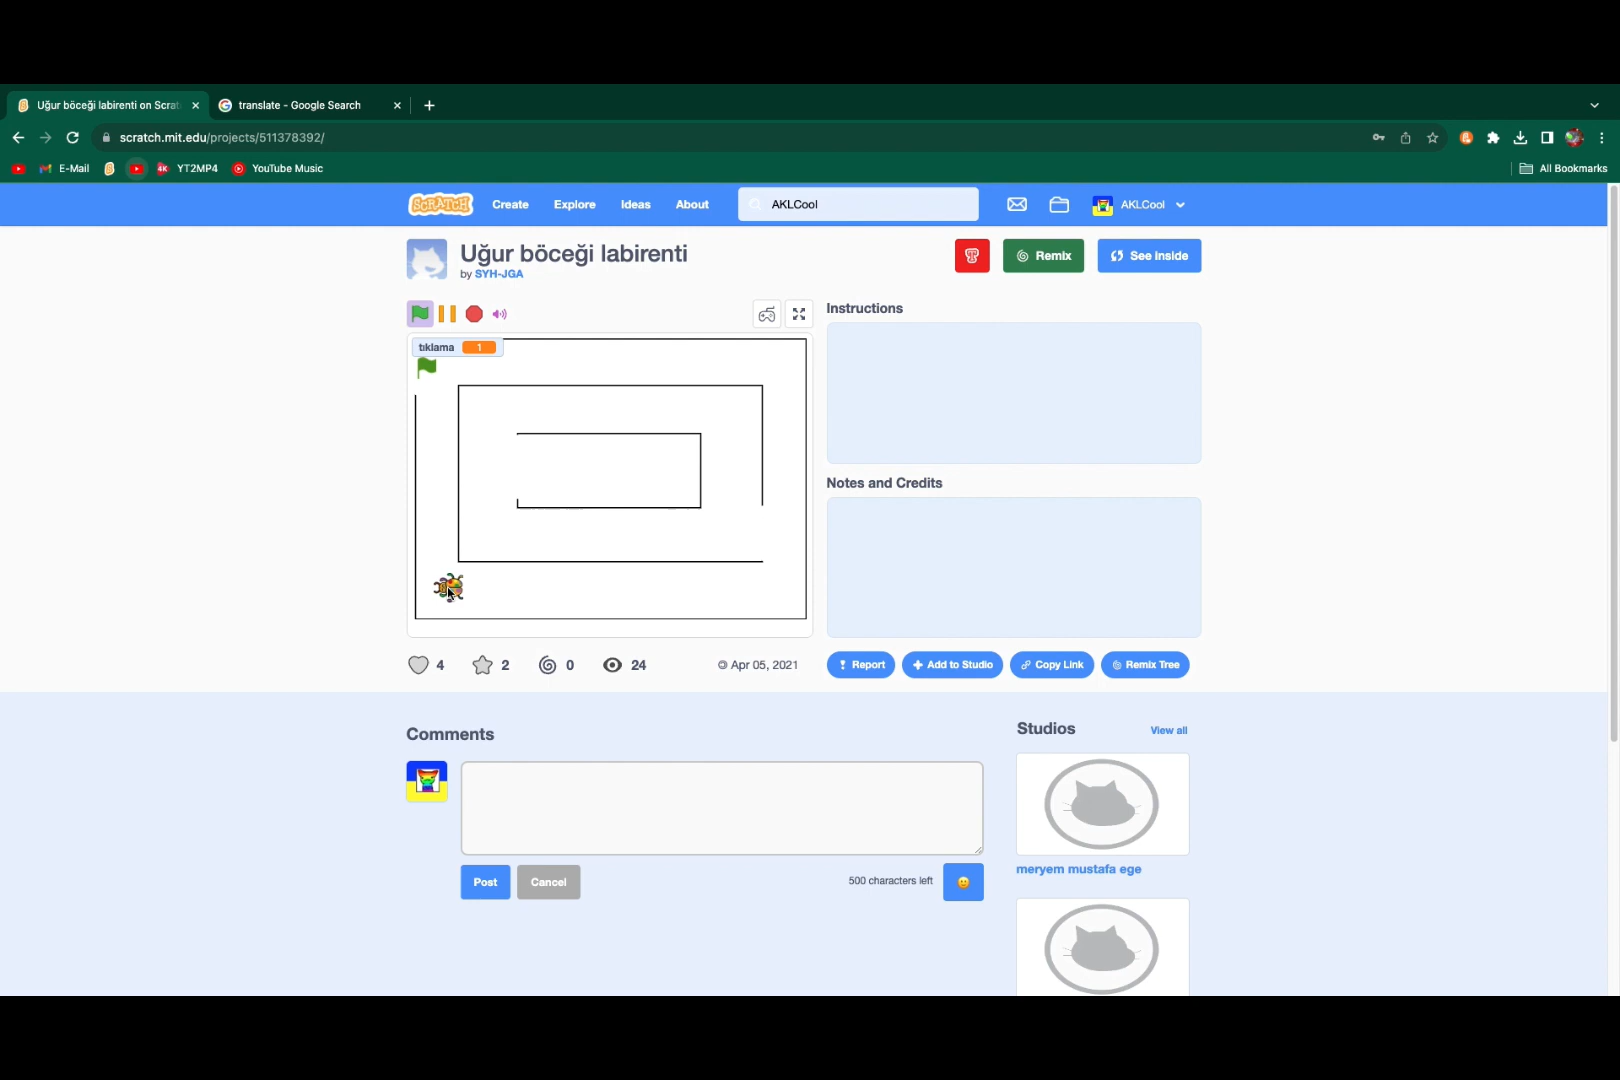 Uğur böceği labirenti on Scrat
translate - Google Search
scratch.mit.edu/projects/511378392/
E-Mail
YT2MP4
YouTube Music
All Bookmarks
SCRATCH
Create
Explore
Ideas
About
AKLCool
AKLCool
Uğur böceği labirenti
by SYH-JGA
Remix
See inside
tıklama 1
Instructions
Notes and Credits
4
2
0
24
© Apr 05, 2021
Report
Add to Studio
Copy Link
Remix Tree
Comments
Post
Cancel
500 characters left
Studios
View all
meryem mustafa ege